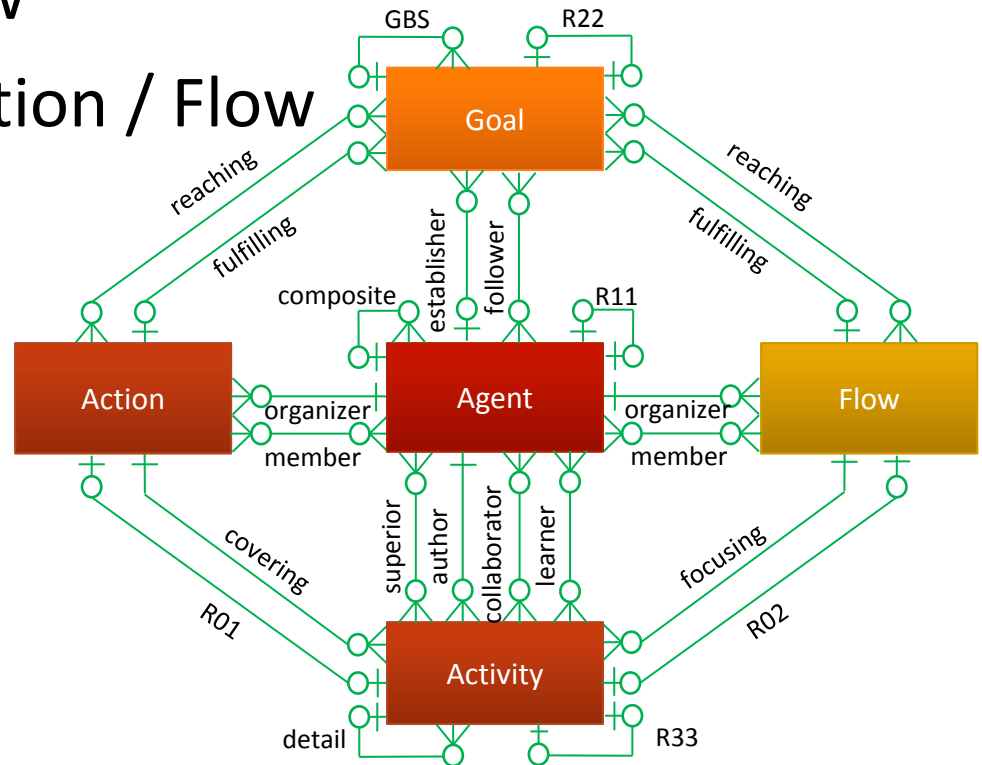 GBS
R22
tion / Flow
Goal
reaching
reaching
fulfilling
fulfilling
establisher
follower
composite
R11
Action
Agent
Flow
organizer
organizer
member
member
superior
author
collaborator
learner
covering
focusing
R01
R02
Activity
detail
R33